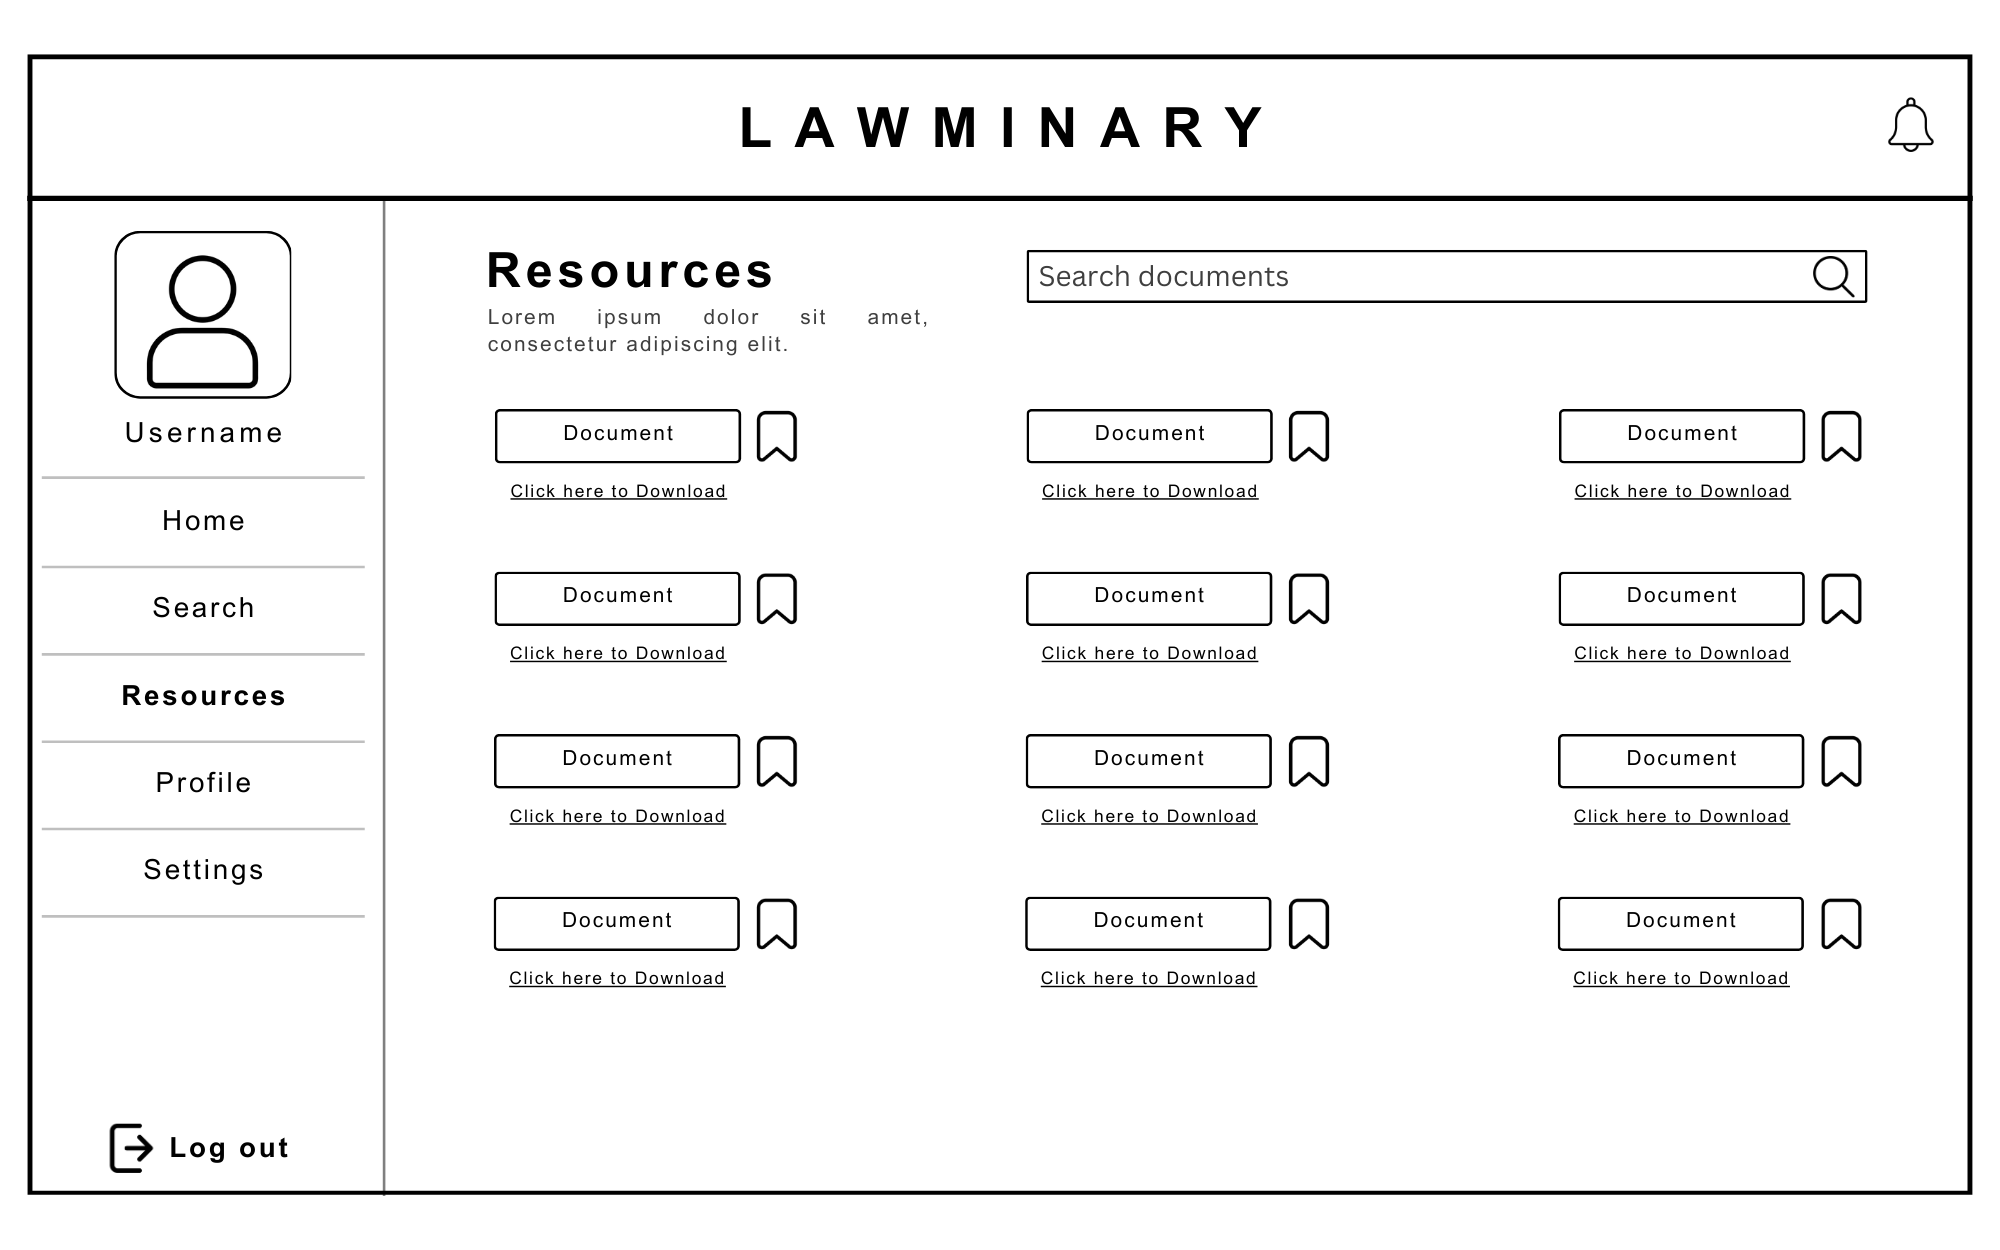 LAWMINARY
Username
Home
Search
Resources
Profile
Settings
Log out
Resources
Lorem ipsum dolor sit amet,
consectetur adipiscing elit.
Search documents
Document
Document
Document
Click here to Download
Click here to Download
Click here to Download
Document
Document
Document
Click here to Download
Click here to Download
Click here to Download
Document
Document
Document
Click here to Download
Click here to Download
Click here to Download
Document
Document
Document
Click here to Download
Click here to Download
Click here to Download